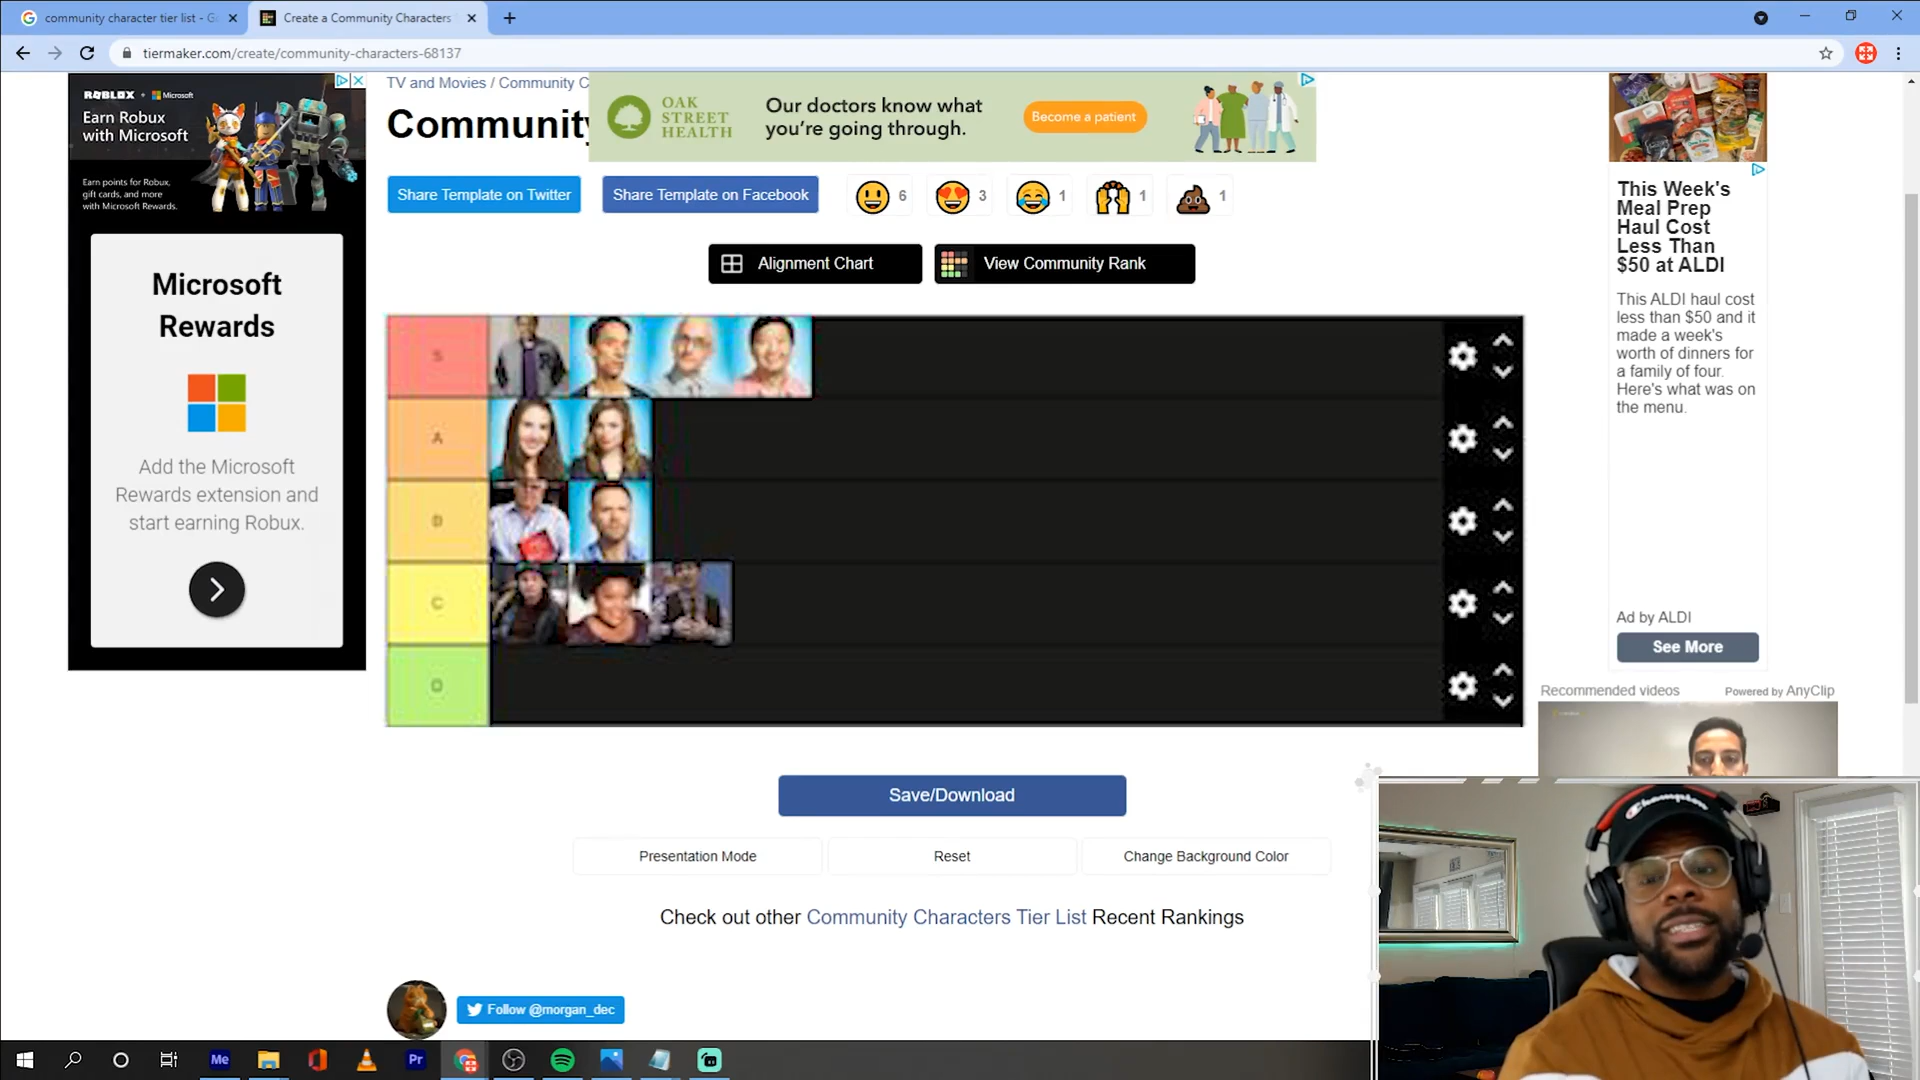 community character tier list - G
Create a Community Characters
tiermaker.com/create/community-characters-68137
ROBLOX + Microsoft
Earn Robux
with Microsoft
Earn points for Robux,
gift cards, and more
with Microsoft Rewards.
Microsoft
Rewards
Add the Microsoft
Rewards extension and
start earning Robux.
TV and Movies / Community C
Community
OAK
STREET
HEALTH
Our doctors know what
you're going through.
Become a patient
Share Template on Twitter
Share Template on Facebook
6
3
1
1
1
Alignment Chart
View Community Rank
S
A
B
C
D
Save/Download
Presentation Mode
Reset
Change Background Color
Check out other Community Characters Tier List Recent Rankings
Follow @morgan_dec
This Week's
Meal Prep
Haul Cost
Less Than
$50 at ALDI
This ALDI haul cost
less than $50 and it
made a week's
worth of dinners for
a family of four.
Here's what was on
the menu.
Ad by ALDI
See More
Recommended videos
Powered by AnyClip
Champion
Me
Pr